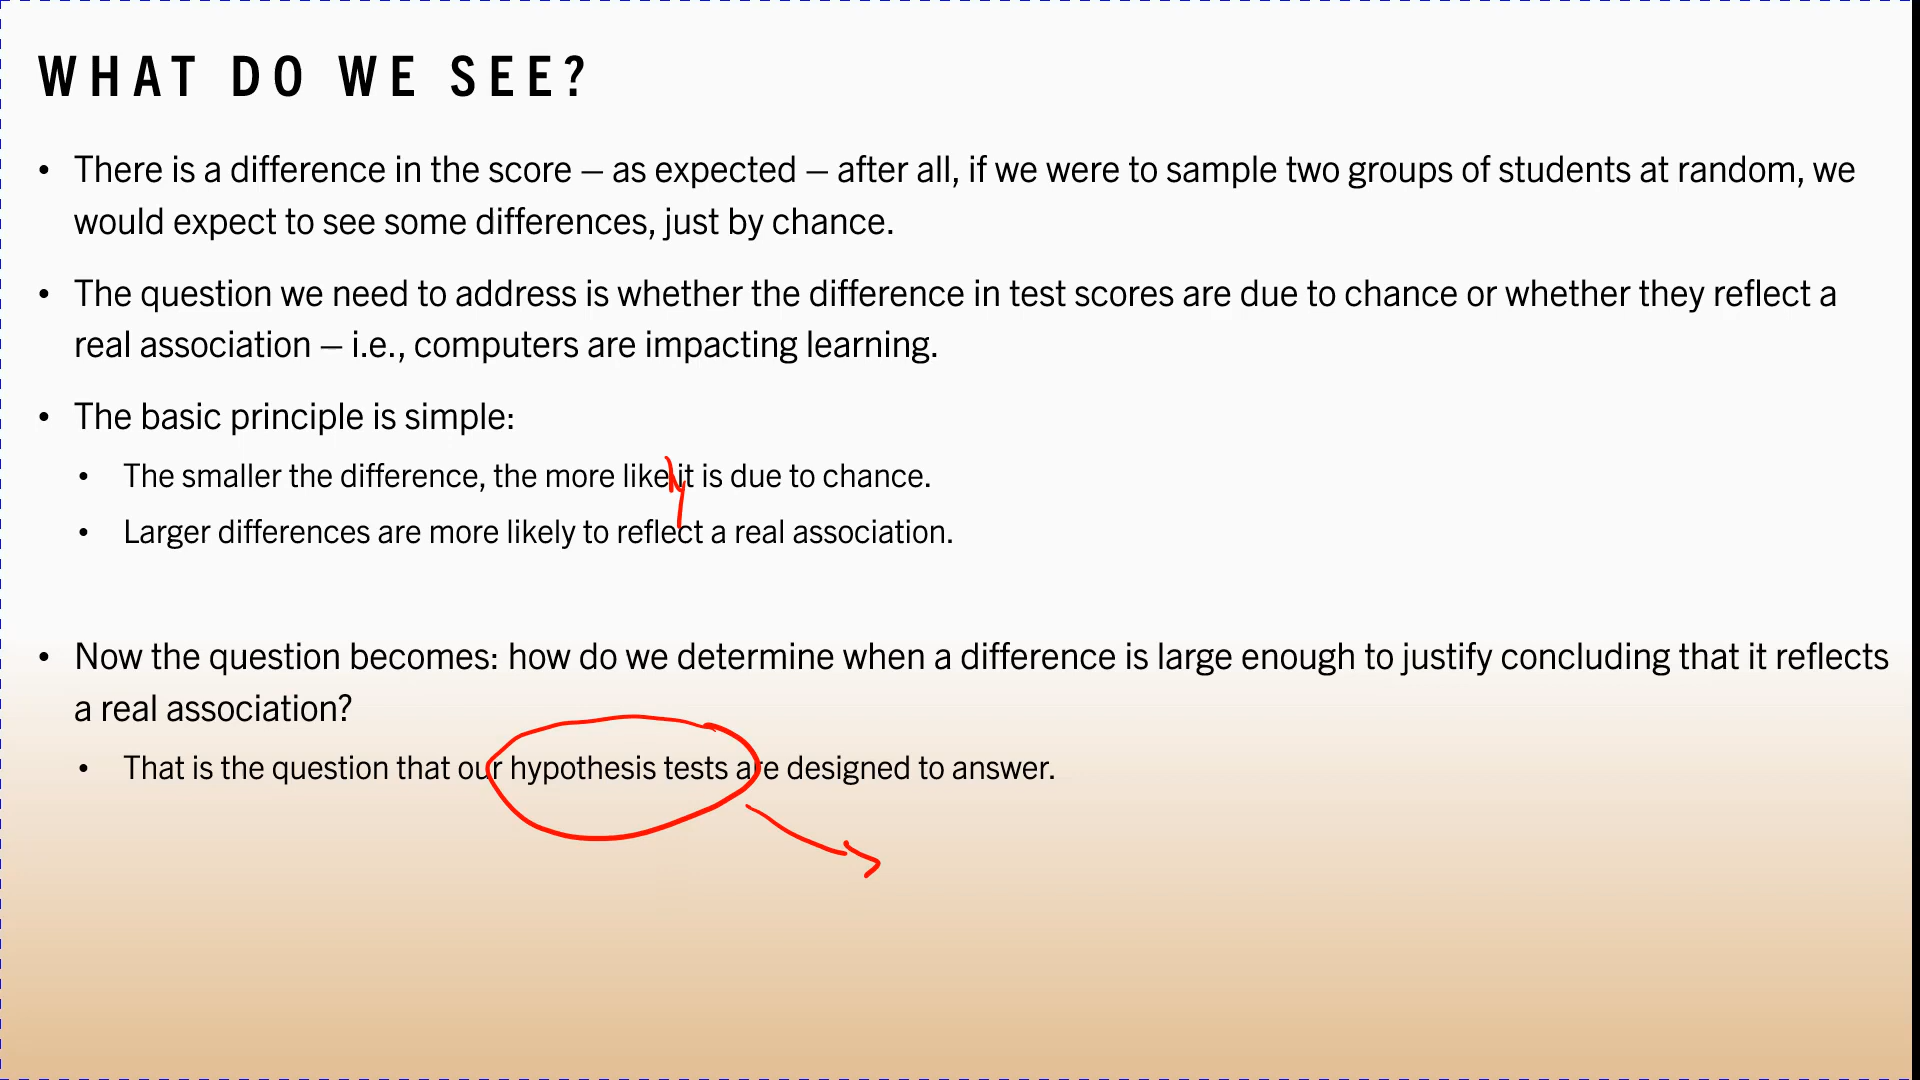 WHAT DO WE SEE?
• There is a difference in the score – as expected – after all, if we were to sample two groups of students at random, we
would expect to see some differences, just by chance.
• The question we need to address is whether the difference in test scores are due to chance or whether they reflect a
real association – i.e., computers are impacting learning.
• The basic principle is simple:
• The smaller the difference, the more likely it is due to chance.
• Larger differences are more likely to reflect a real association.
• Now the question becomes: how do we determine when a difference is large enough to justify concluding that it reflects
a real association?
• That is the question that our hypothesis tests are designed to answer.